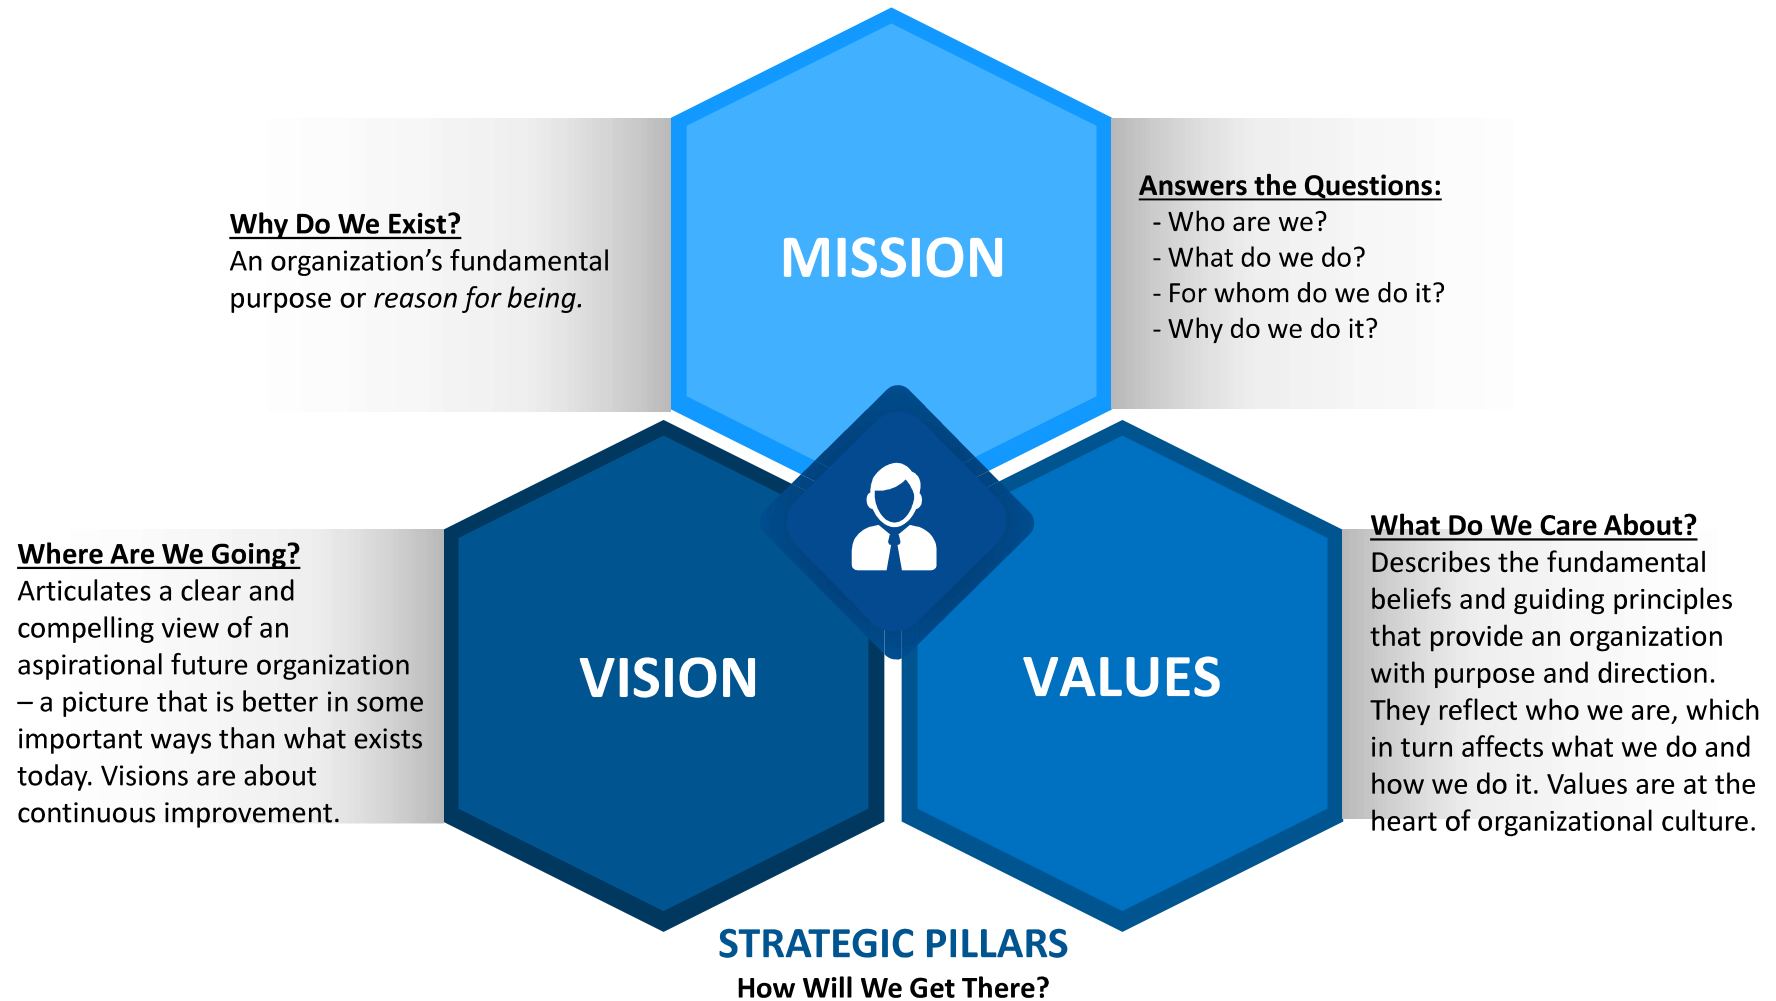 Why Do We Exist?
An organization’s fundamental
purpose or reason for being.
MISSION
Answers the Questions:
- Who are we?
- What do we do?
- For whom do we do it?
- Why do we do it?
Where Are We Going?
Articulates a clear and
compelling view of an
aspirational future organization
– a picture that is better in some
important ways than what exists
today. Visions are about
continuous improvement.
VISION
VALUES
What Do We Care About?
Describes the fundamental
beliefs and guiding principles
that provide an organization
with purpose and direction.
They reflect who we are, which
in turn affects what we do and
how we do it. Values are at the
heart of organizational culture.
STRATEGIC PILLARS
How Will We Get There?